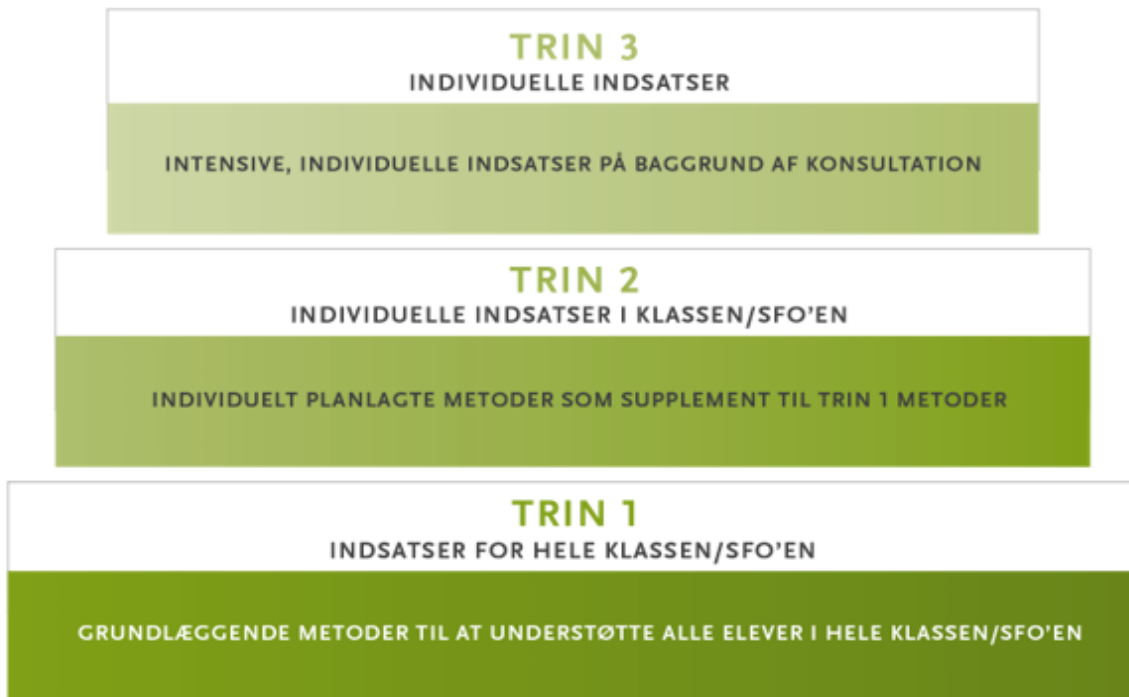 TRIN 3
INDIVIDUELLE INDSATSER
INTENSIVE, INDIVIDUELLE INDSATSER PÅ BAGGRUND AF KONSULTATION
TRIN 2
INDIVIDUELLE INDSATSER I KLASSEN/SFO'EN
INDIVIDUELT PLANLAGTE METODER SOM SUPPLEMENT TIL TRIN 1 METODER
TRIN 1
INDSATSER FOR HELE KLASSEN/SFO'EN
GRUNDLÆGGENDE METODER TIL AT UNDERSTØTTE ALLE ELEVER I HELE KLASSEN/SFO'EN